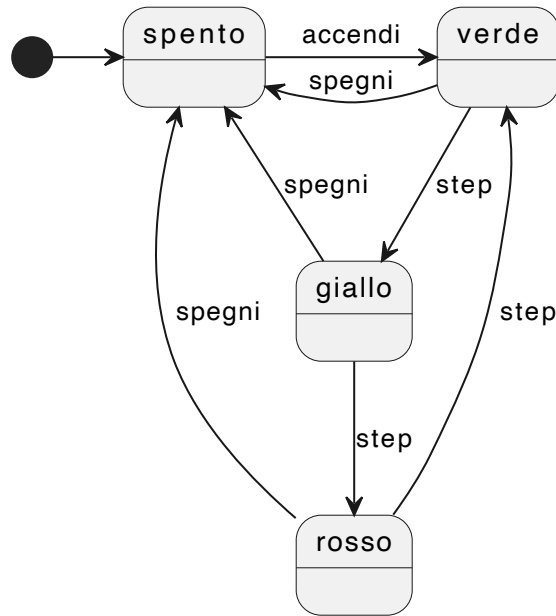 spento
accendi
verde
spegni
spegni
step
giallo
spegni
step
step
rosso